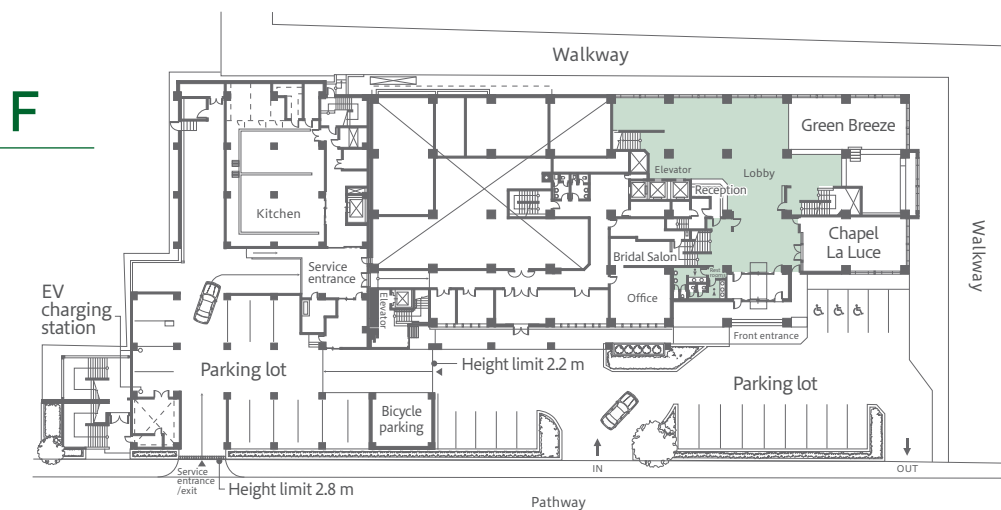 Walkway
F
Green Breeze
Elevator
Lobby
Reception
Kitchen
Chapel
La Luce
Walkway
Bridal Salon
Service
entrance
Rest
rooms
EV
charging
station
Elevator
Office
Front entrance
Parking lot
Height limit 2.2 m
Parking lot
Bicycle
parking
IN
OUT
Service
entrance
/exit
Height limit 2.8 m
Pathway